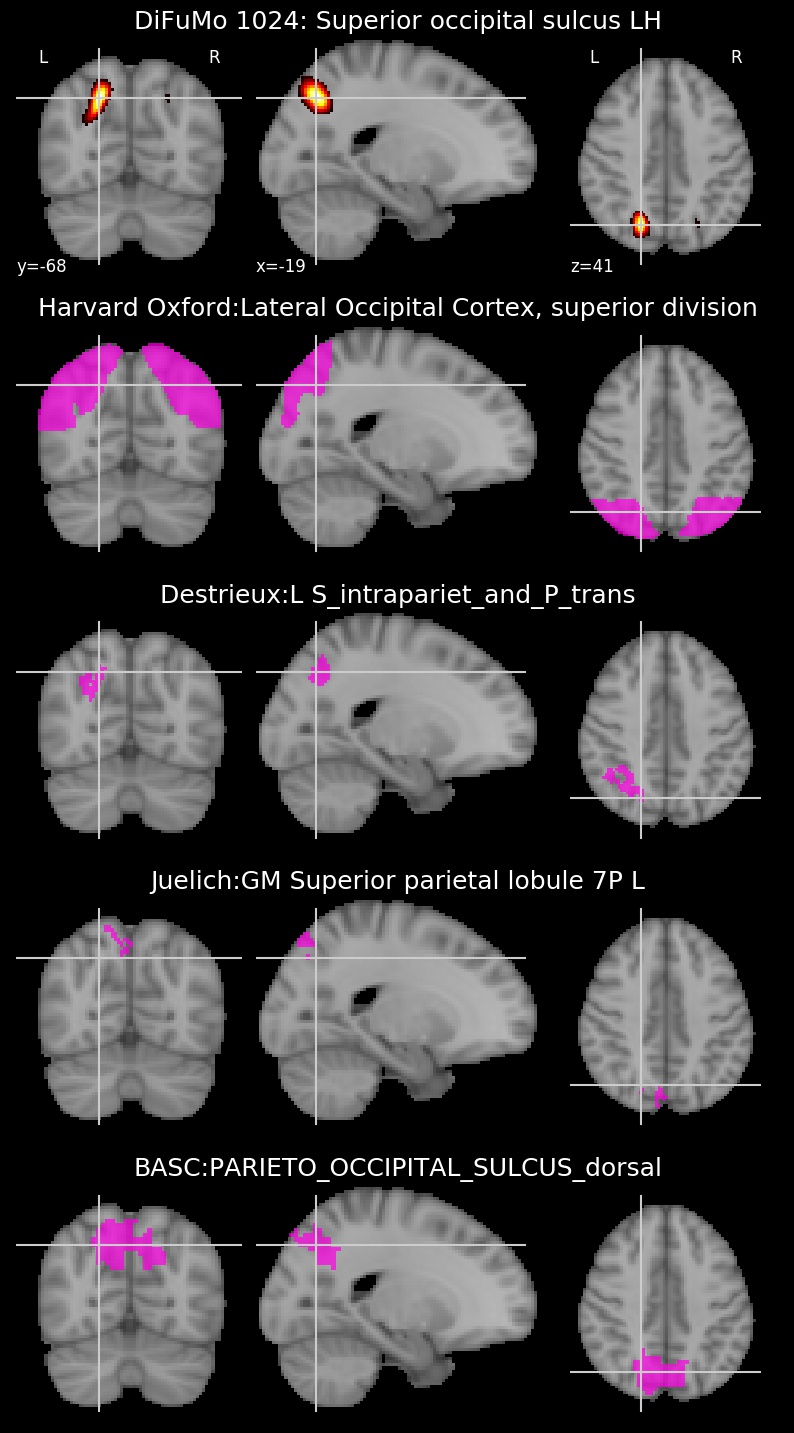 DiFuMo 1024: Superior occipital sulcus LH
L R L R
y=-68 x=-19 z=41
Harvard Oxford:Lateral Occipital Cortex, superior division
Destrieux:L S_intrapariet_and_P_trans
Juelich:GM Superior parietal lobule 7P L
BASC:PARIETO_OCCIPITAL_SULCUS_dorsal